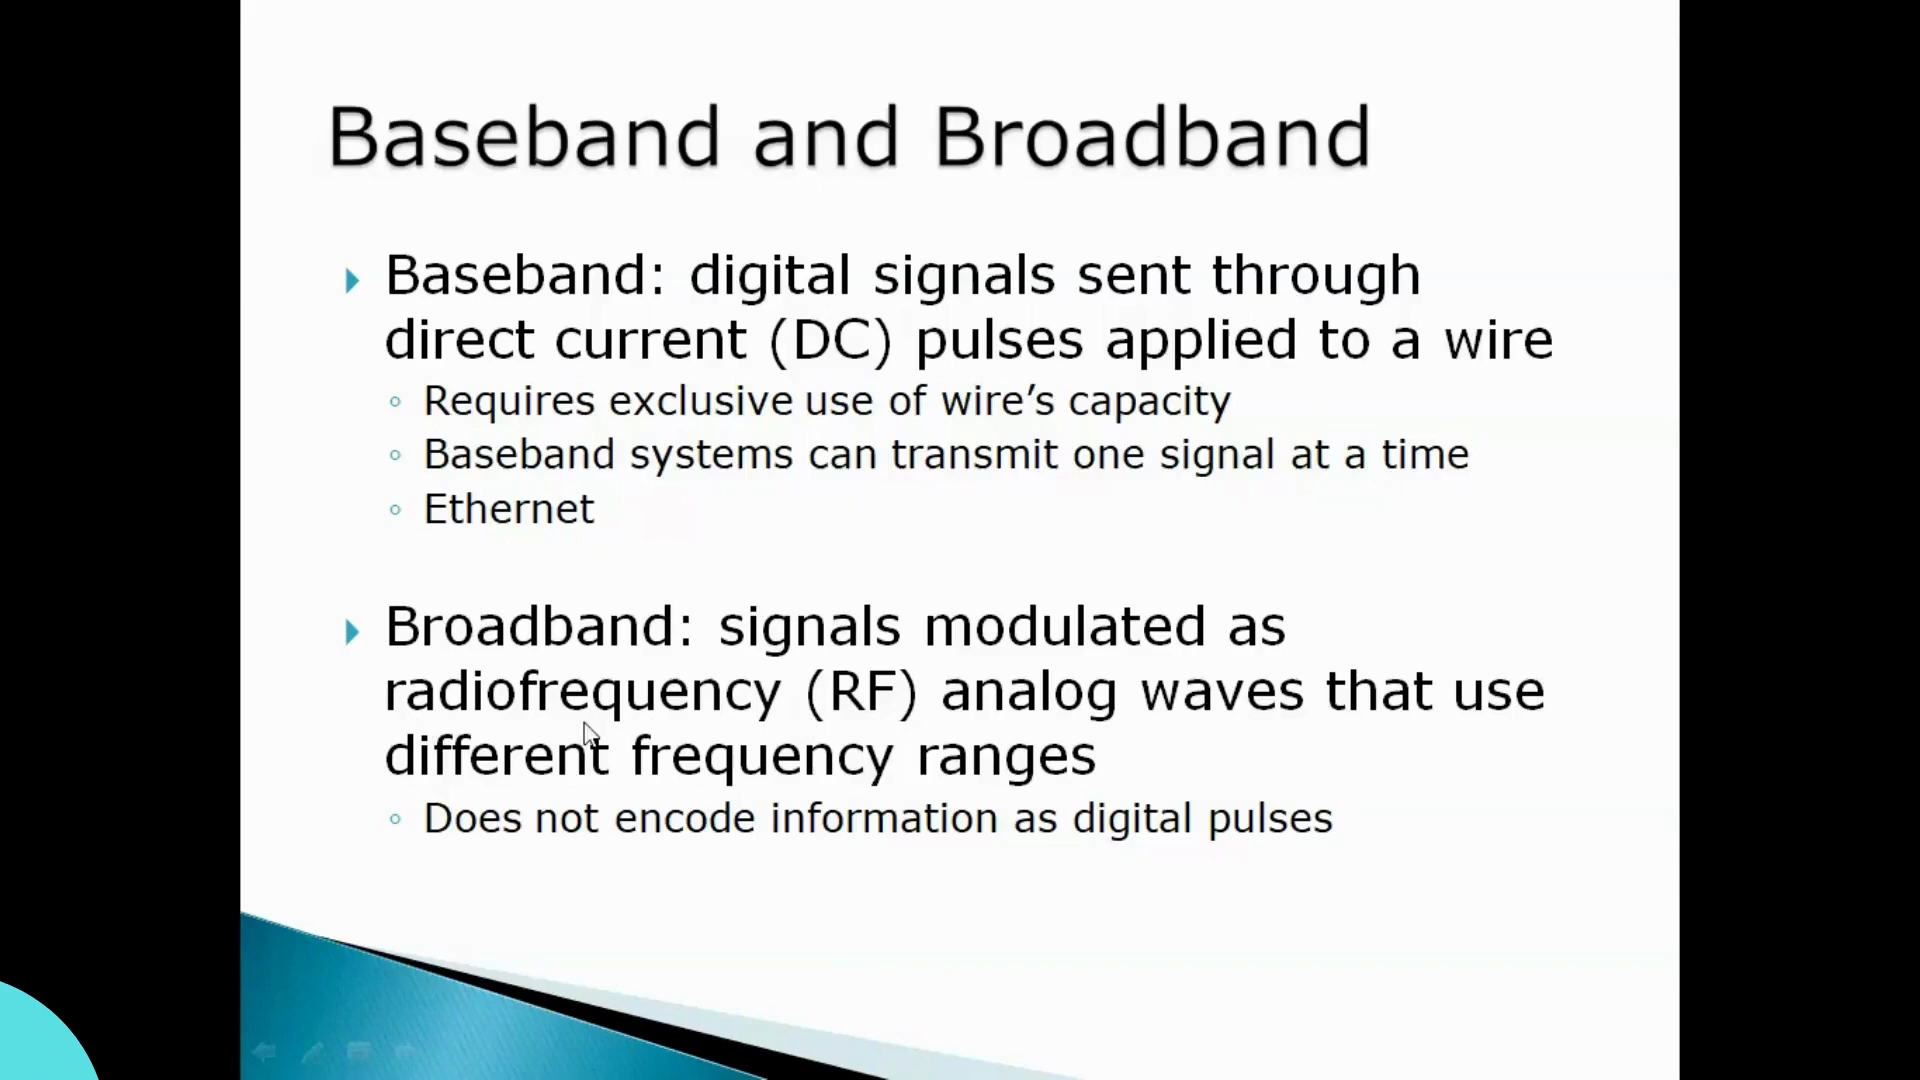 Baseband and Broadband
Baseband: digital signals sent through
direct current (DC) pulses applied to a wire
Requires exclusive use of wire’s capacity
Baseband systems can transmit one signal at a time
Ethernet
Broadband: signals modulated as
radiofrequency (RF) analog waves that use
different frequency ranges
Does not encode information as digital pulses